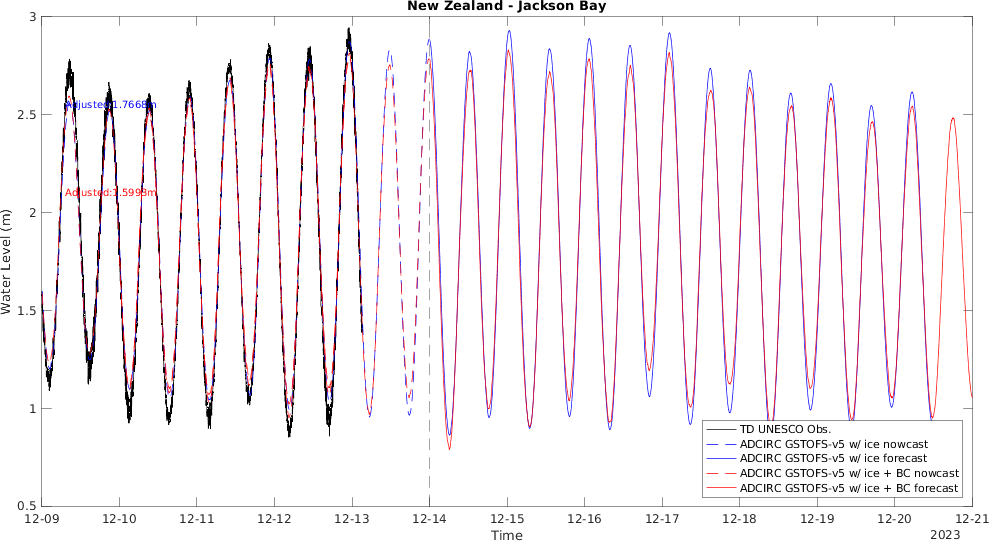 New Zealand - Jackson Bay
3
2.5
2
1.5
1
0.5
Water Level (m)
Adjusted:1.7668m
Adjusted:1.5993m
TD UNESCO Obs.
ADCIRC GSTOFS-v5 w/ ice nowcast
ADCIRC GSTOFS-v5 w/ ice forecast
ADCIRC GSTOFS-v5 w/ ice + BC nowcast
ADCIRC GSTOFS-v5 w/ ice + BC forecast
12-09 12-10 12-11 12-12 12-13 12-14 12-15 12-16 12-17 12-18 12-19 12-20 12-21
Time
2023